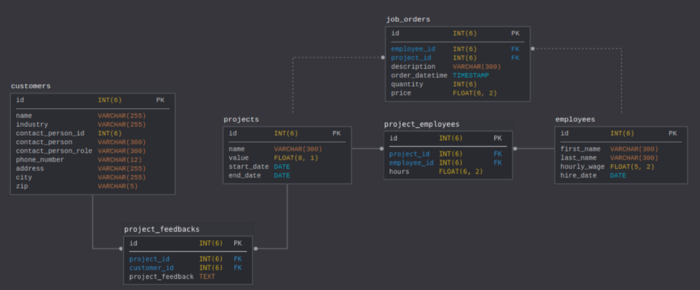 job_orders
id INT(6) PK
employee_id INT(6) FK
project_id INT(6) FK
description VARCHAR(300)
order_datetime TIMESTAMP
quantity INT(6)
price FLOAT(6, 2)
customers
id INT(6) PK
name VARCHAR(255)
industry VARCHAR(255)
contact_person_id INT(6)
contact_person VARCHAR(300)
contact_person_role VARCHAR(300)
phone_number VARCHAR(12)
address VARCHAR(255)
city VARCHAR(255)
zip VARCHAR(5)
projects
id INT(6) PK
name VARCHAR(300)
value FLOAT(8, 1)
start_date DATE
end_date DATE
project_employees
id INT(6) PK
project_id INT(6) FK
employee_id INT(6) FK
hours FLOAT(6, 2)
employees
id INT(6) PK
first_name VARCHAR(300)
last_name VARCHAR(300)
hourly_wage FLOAT(5, 2)
hire_date DATE
project_feedbacks
id INT(6) PK
project_id INT(6) FK
customer_id INT(6) FK
project_feedback TEXT